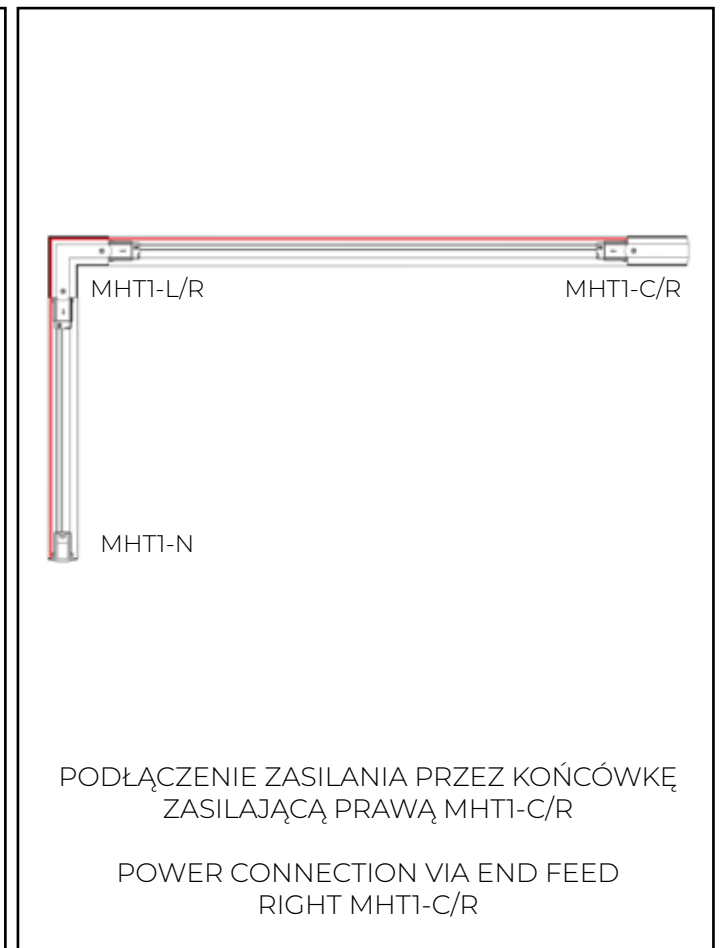 MHT1-L/R
MHT1-C/R
MHT1-N
PODŁĄCZENIE ZASILANIA PRZEZ KOŃCÓWKĘ
ZASILAJĄCĄ PRAWĄ MHT1-C/R
POWER CONNECTION VIA END FEED
RIGHT MHT1-C/R